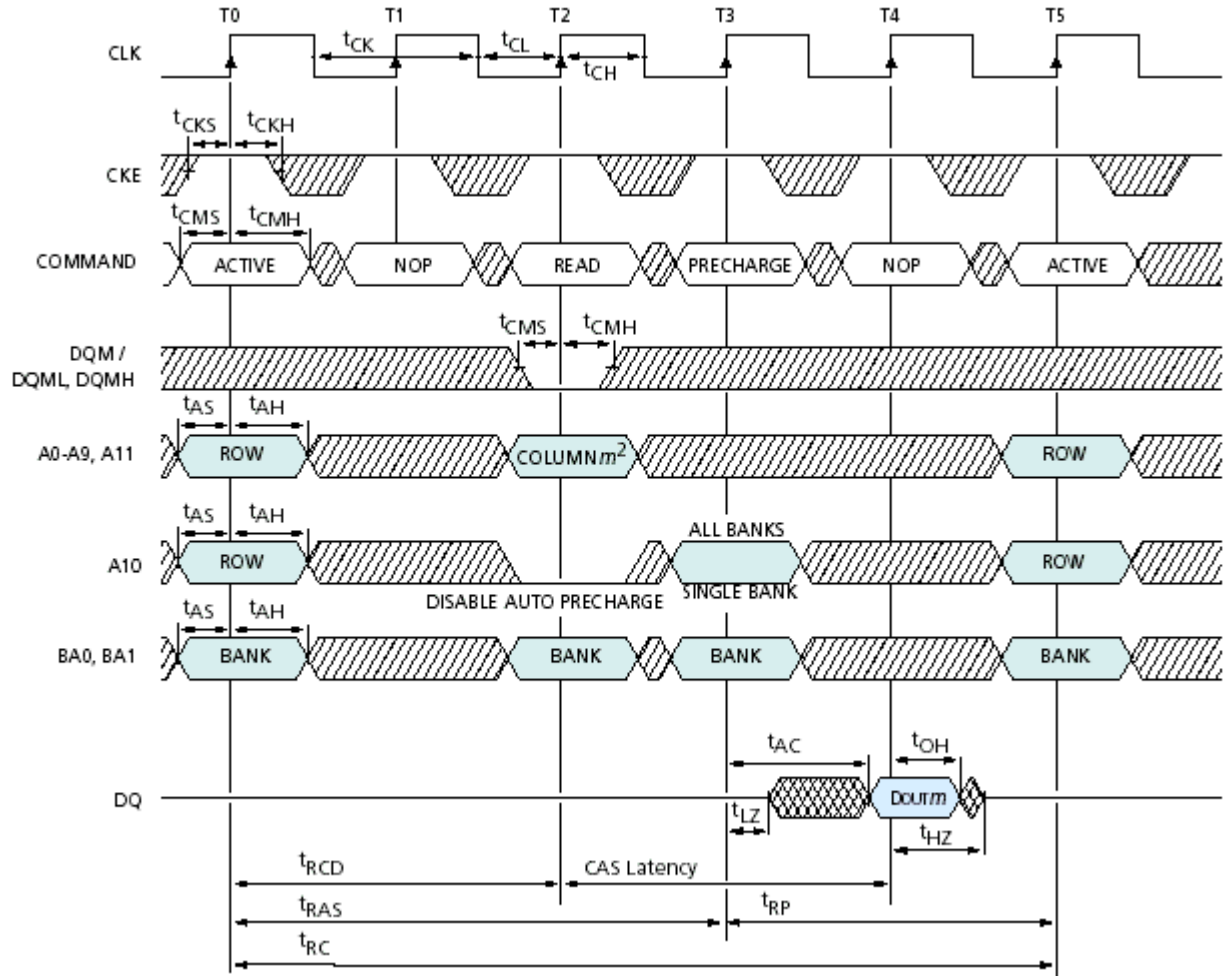 T0 T1 T2 T3 T4 T5
CLK tCK tCL tCH
tCKS tCKH
CKE
tCMS tCMH
COMMAND ACTIVE NOP READ PRECHARGE NOP ACTIVE
tCMS tCMH
DQM /
DQML, DQMH
tAS tAH
A0-A9, A11 ROW COLUMN m2 ROW
tAS tAH
ALL BANKS
A10 ROW ROW
DISABLE AUTO PRECHARGE SINGLE BANK
tAS tAH
BA0, BA1 BANK BANK BANK BANK
tAC tOH
DQ DOUT m
tLZ tHZ
tRCD CAS Latency
tRAS tRP
tRC